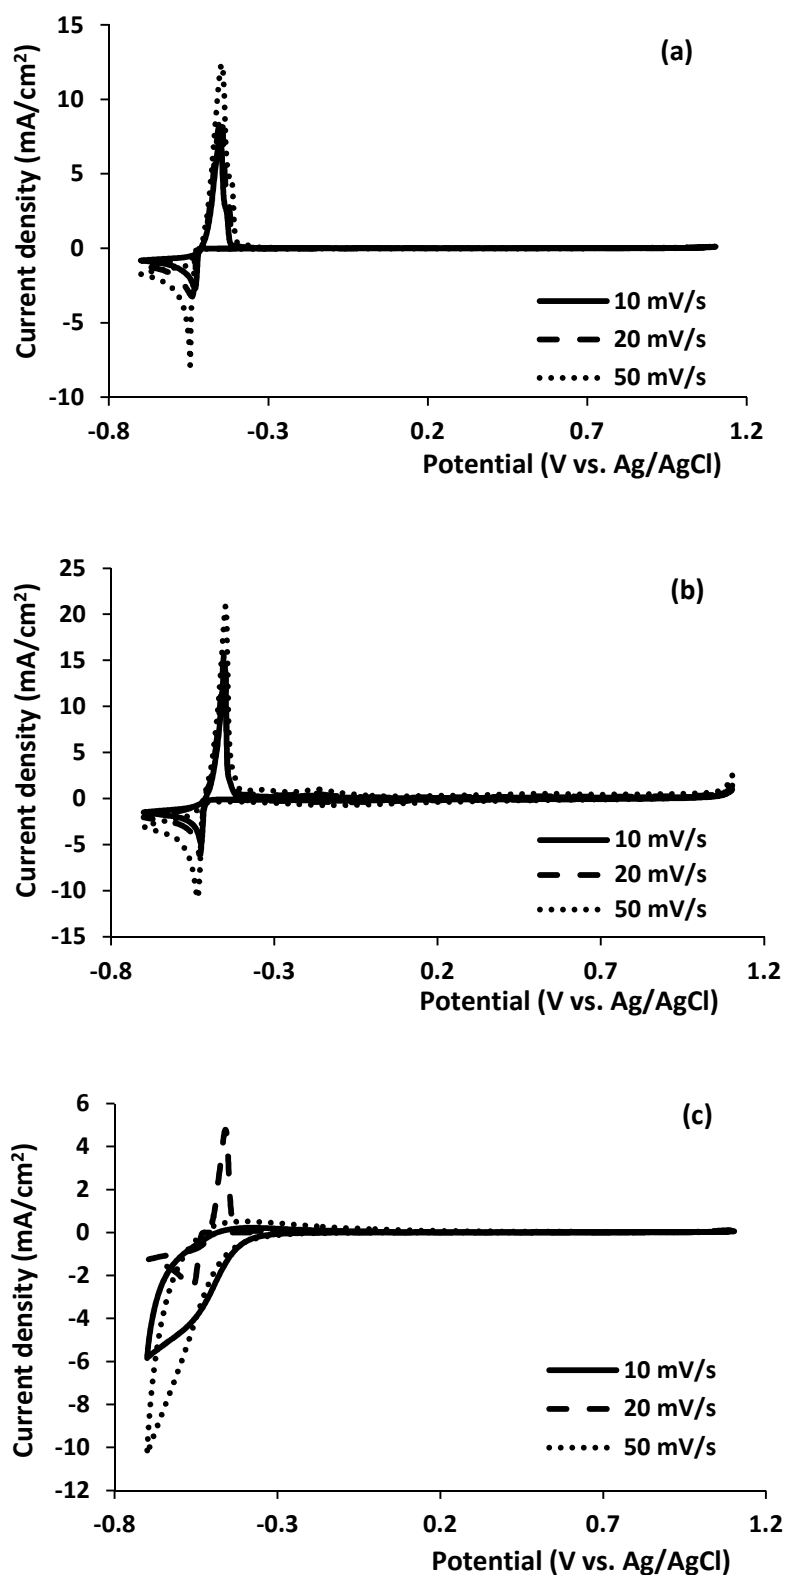 (a)
Current density (mA/cm²)
15
10
5
0
-5
-10
-0.8
-0.3
0.2
0.7
1.2
Potential (V vs. Ag/AgCl)
10 mV/s
20 mV/s
50 mV/s
(b)
Current density (mA/cm²)
25
20
15
10
5
0
-5
-10
-15
-0.8
-0.3
0.2
0.7
1.2
Potential (V vs. Ag/AgCl)
10 mV/s
20 mV/s
50 mV/s
(c)
Current density (mA/cm²)
6
4
2
0
-2
-4
-6
-8
-10
-12
-0.8
-0.3
0.2
0.7
1.2
Potential (V vs. Ag/AgCl)
10 mV/s
20 mV/s
50 mV/s